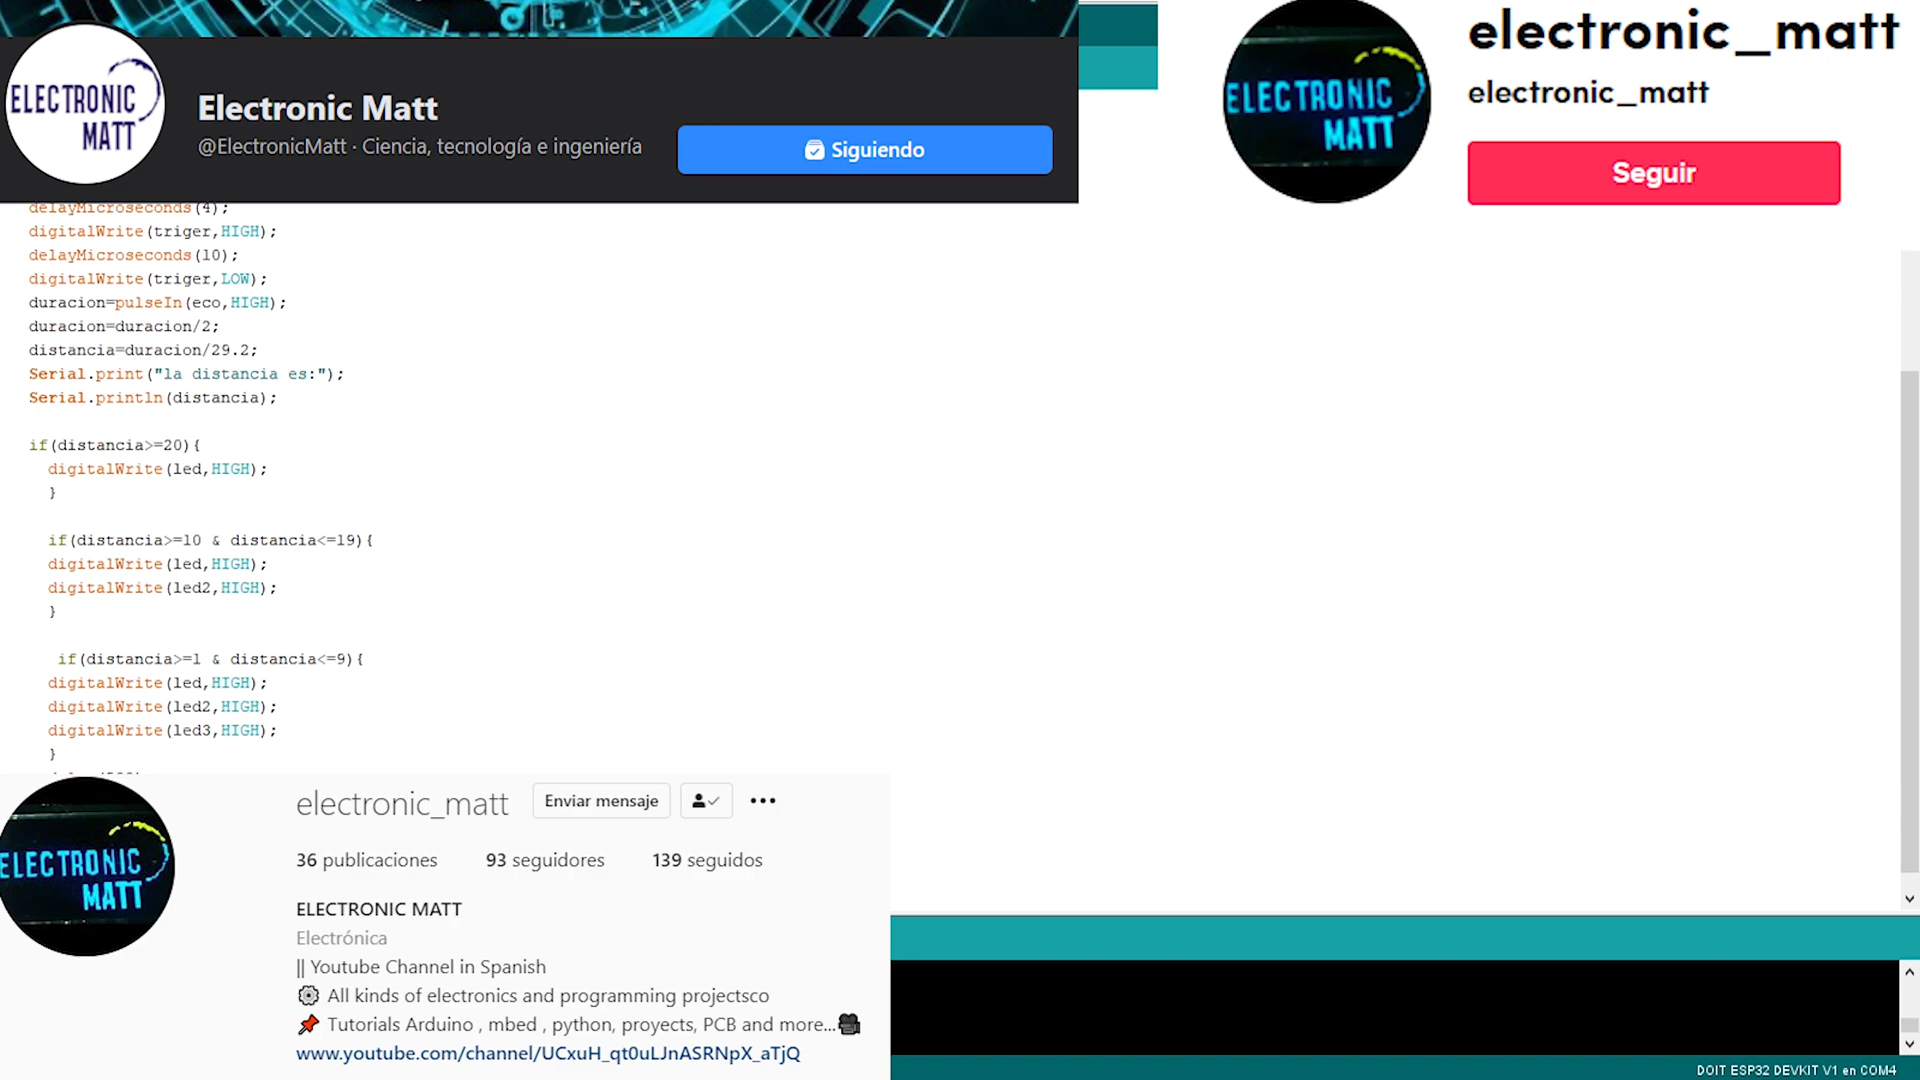 ELECTRONIC
MATT
Electronic Matt
@ElectronicMatt · Ciencia, tecnología e ingeniería
Siguiendo
ELECTRONIC
MATT
electronic_matt
electronic_matt
Seguir
delayMicroseconds(4);
digitalWrite(triger,HIGH);
delayMicroseconds(10);
digitalWrite(triger,LOW);
duracion=pulseIn(eco,HIGH);
duracion=duracion/2;
distancia=duracion/29.2;
Serial.print("la distancia es:");
Serial.println(distancia);
if(distancia>=20){
digitalWrite(led,HIGH);
}
if(distancia>=10 & distancia<=19){
digitalWrite(led,HIGH);
digitalWrite(led2,HIGH);
}
if(distancia>=1 & distancia<=9){
digitalWrite(led,HIGH);
digitalWrite(led2,HIGH);
digitalWrite(led3,HIGH);
}
ELECTRONIC
MATT
electronic_matt
Enviar mensaje
36 publicaciones 93 seguidores 139 seguidos
ELECTRONIC MATT
Electrónica
|| Youtube Channel in Spanish
All kinds of electronics and programming projectsco
Tutorials Arduino , mbed , python, proyects, PCB and more...
www.youtube.com/channel/UCxuH_qt0uLJnASRNpX_aTjQ
DOIT ESP32 DEVKIT V1 en COM4